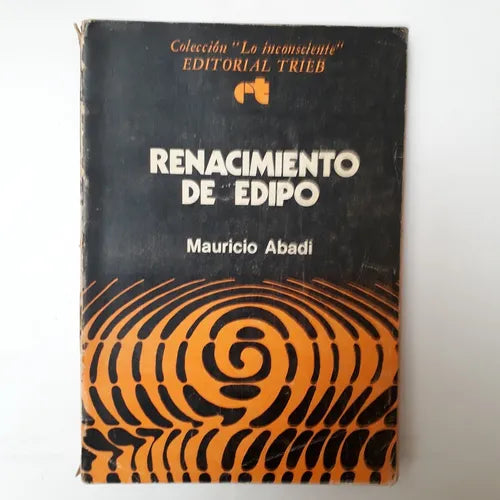 Colección "Lo inconsciente"
EDITORIAL TRIEB
et
RENACIMIENTO
DE EDIPO
Mauricio Abadi